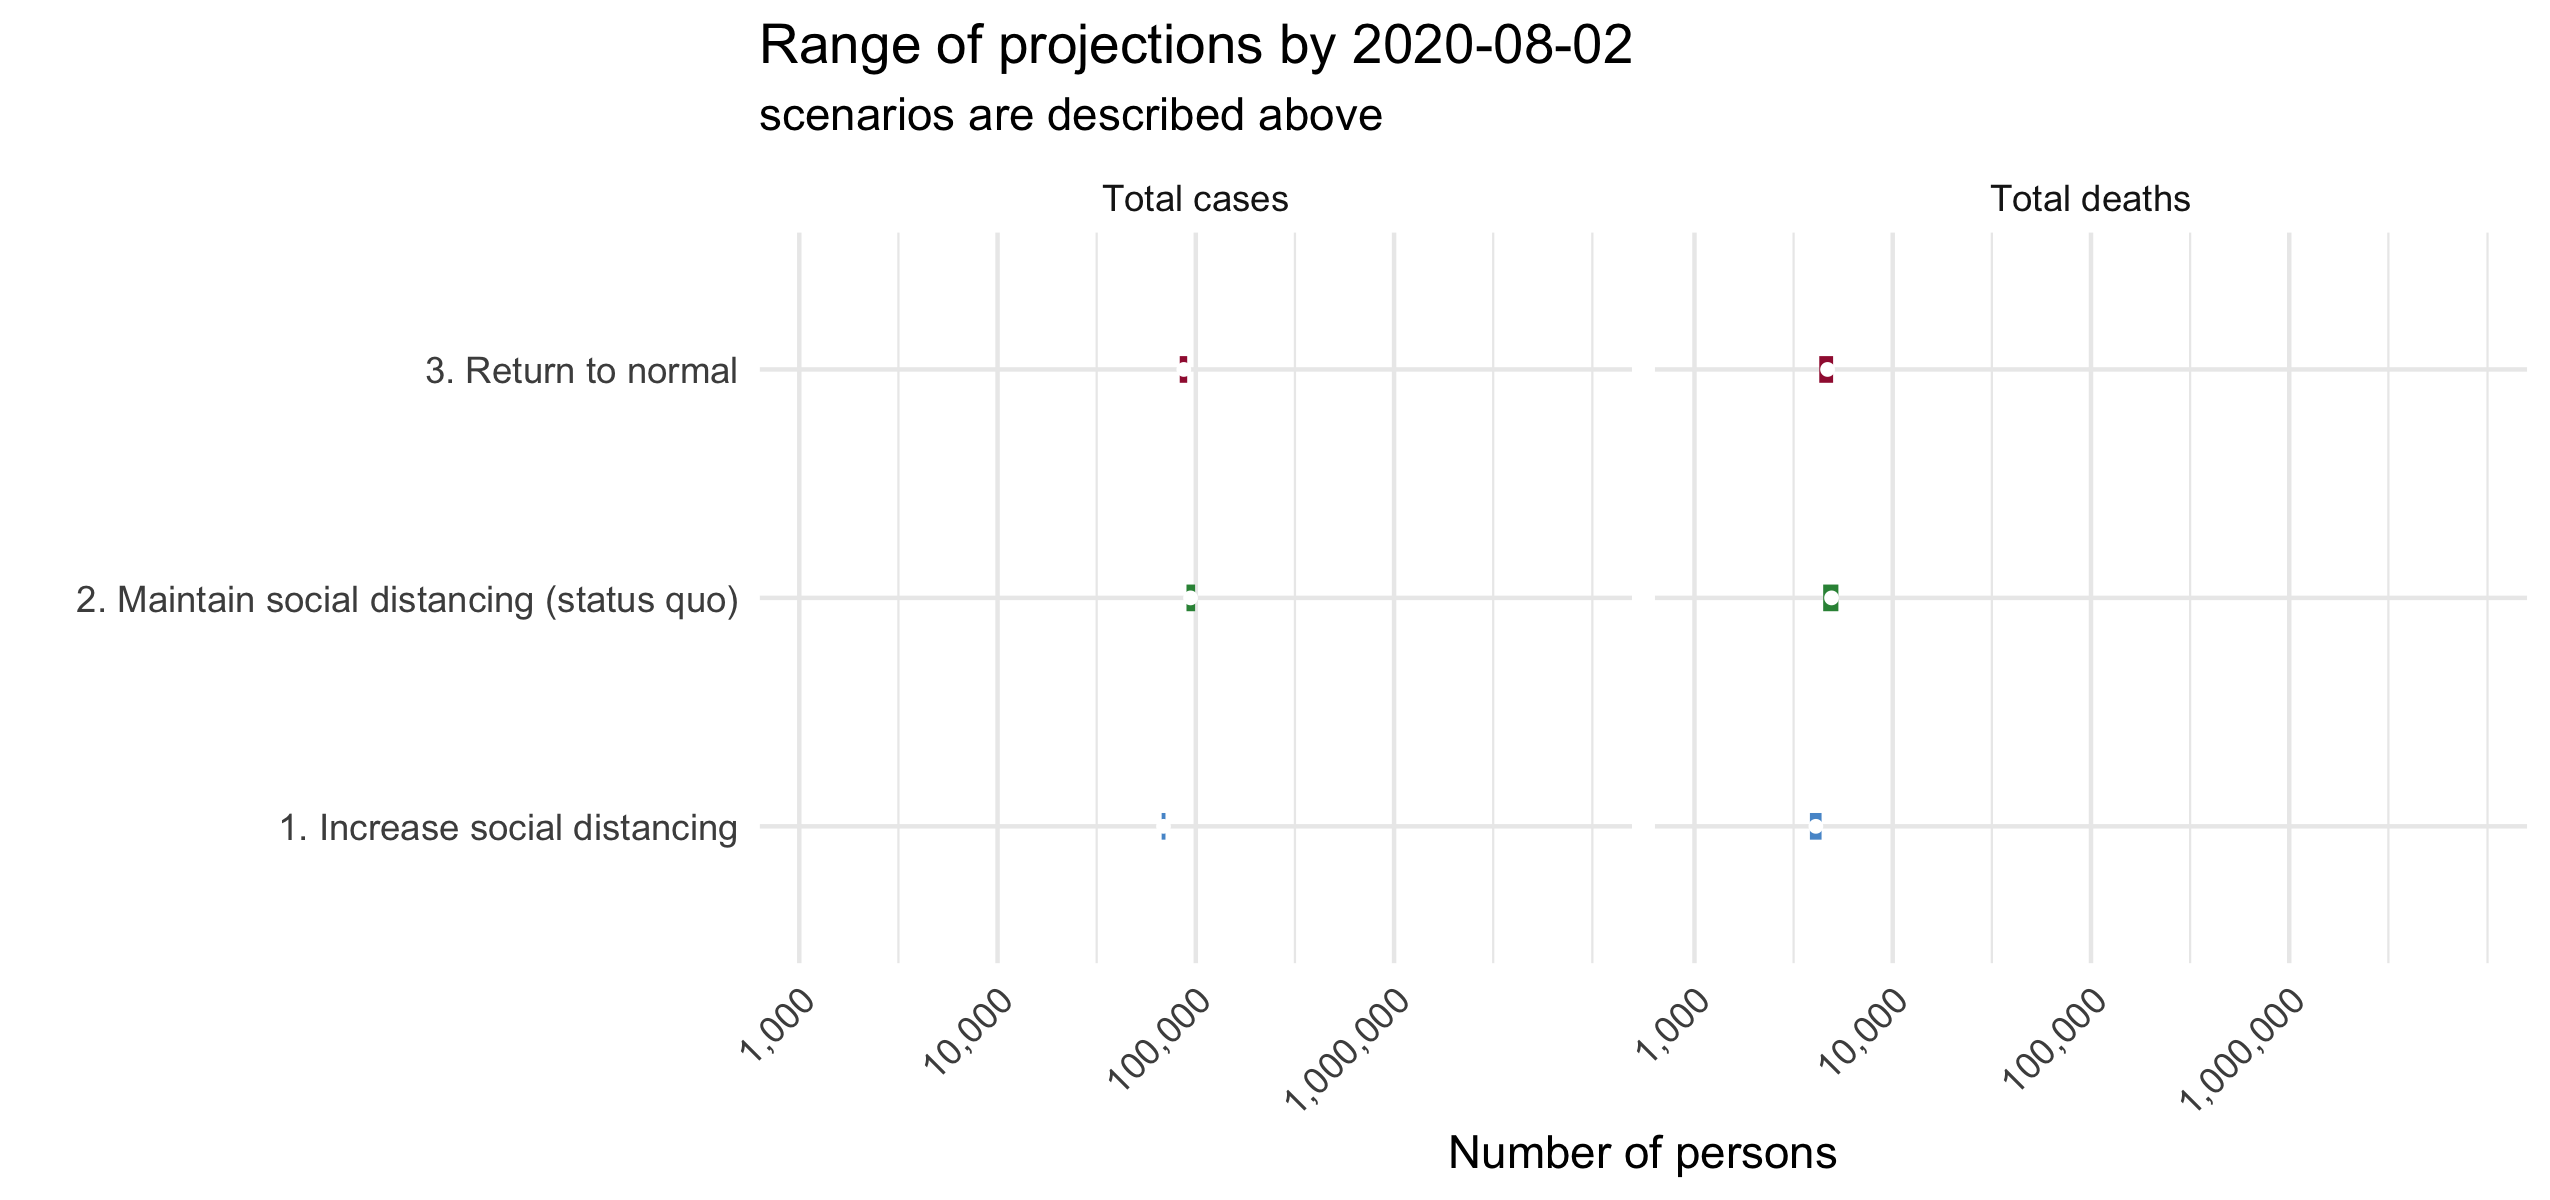 Range of projections by 2020-08-02
scenarios are described above
Total cases
Total deaths
3. Return to normal
2. Maintain social distancing (status quo)
1. Increase social distancing
1,000
10,000
100,000
1,000,000
1,000
10,000
100,000
1,000,000
Number of persons